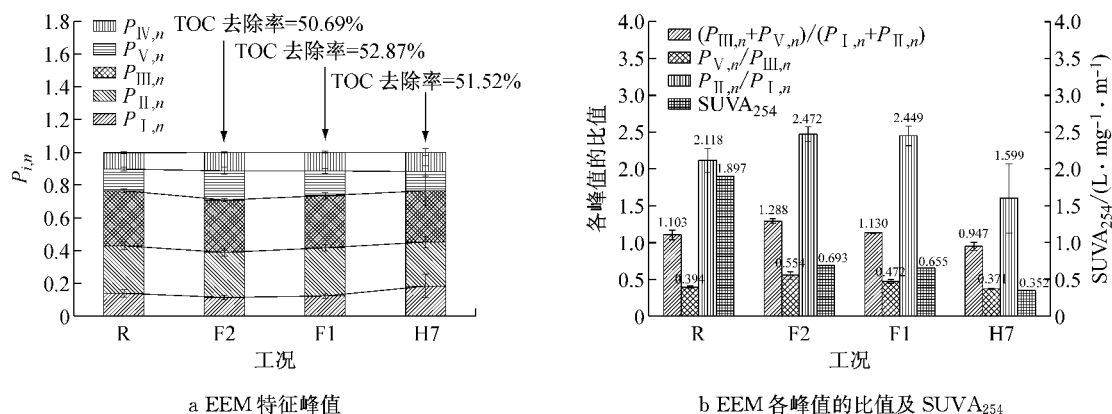 1.8
1.6
1.4
1.2
1.0
0.8
0.6
0.4
0.2
0
P_{i,n}
P_{Ⅳ,n}
P_{Ⅴ,n}
P_{Ⅲ,n}
P_{Ⅱ,n}
P_{Ⅰ,n}
TOC 去除率=50.69%
TOC 去除率=52.87%
TOC 去除率=51.52%
R F2 F1 H7
工况
a EEM 特征峰值
4.0
3.5
3.0
2.5
2.0
1.5
1.0
0.5
0
各峰值的比值
(P_{Ⅲ,n}+P_{Ⅴ,n})/(P_{Ⅰ,n}+P_{Ⅱ,n})
P_{Ⅴ,n}/P_{Ⅲ,n}
P_{Ⅱ,n}/P_{Ⅰ,n}
SUVA₂₅₄
1.103
0.394
2.118
1.897
1.288
0.554
2.472
0.693
1.130
0.472
2.449
0.655
0.947
0.371
1.599
0.352
4.0
3.5
3.0
2.5
2.0
1.5
1.0
0.5
0
SUVA₂₅₄/(L·mg⁻¹·m⁻¹)
R F2 F1 H7
工况
b EEM 各峰值的比值及 SUVA₂₅₄